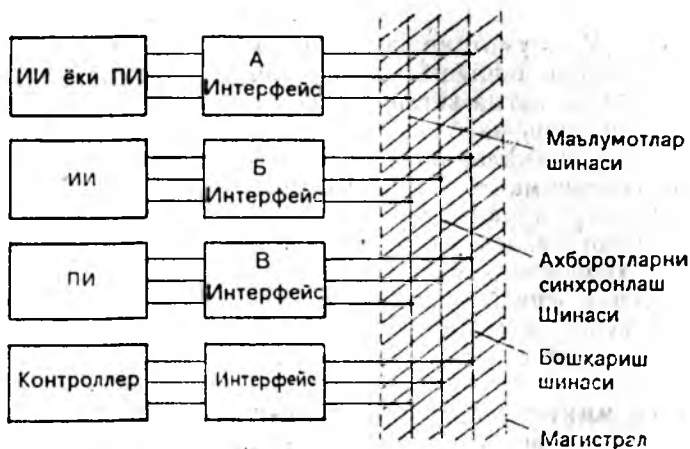 ИИ ёки ПИ
А
Интерфейс
Маълумотлар
шинаси
ИИ
Б
Интерфейс
Ахборотларни
синхронлаш
Шинаси
ПИ
В
Интерфейс
Бошқариш
шинаси
Контроллер
Интерфейс
Магистрал